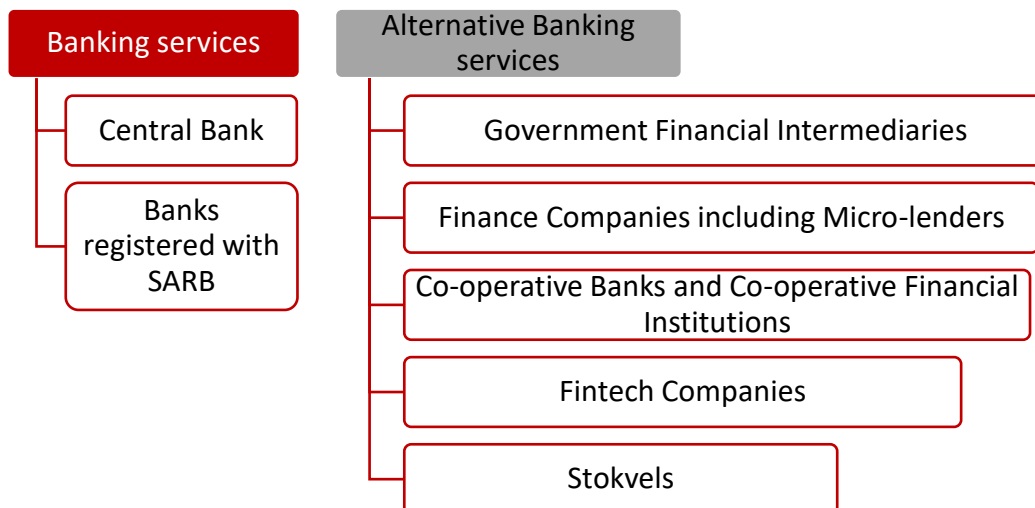 Banking services
Central Bank
Banks
registered with
SARB
Alternative Banking
services
Government Financial Intermediaries
Finance Companies including Micro-lenders
Co-operative Banks and Co-operative Financial
Institutions
Fintech Companies
Stokvels